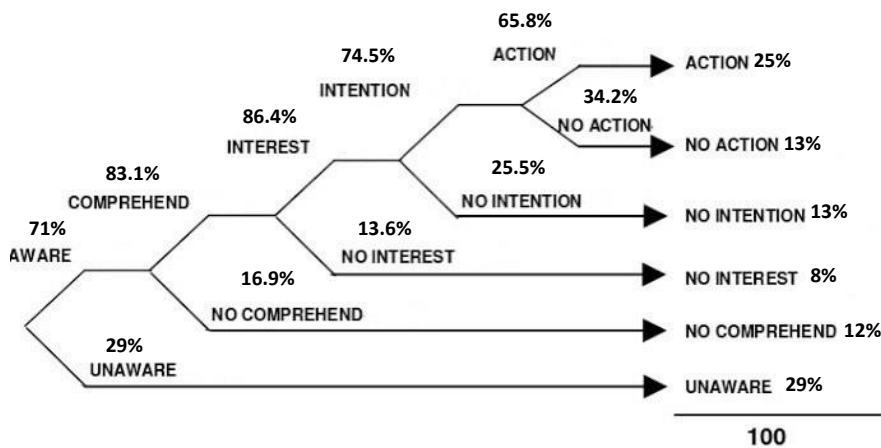 65.8%
ACTION
74.5%
INTENTION
86.4%
INTEREST
83.1%
COMPREHEND
71%
AWARE
29%
UNAWARE
16.9%
NO COMPREHEND
13.6%
NO INTEREST
25.5%
NO INTENTION
34.2%
NO ACTION
ACTION 25%
NO ACTION 13%
NO INTENTION 13%
NO INTEREST 8%
NO COMPREHEND 12%
UNAWARE 29%
100